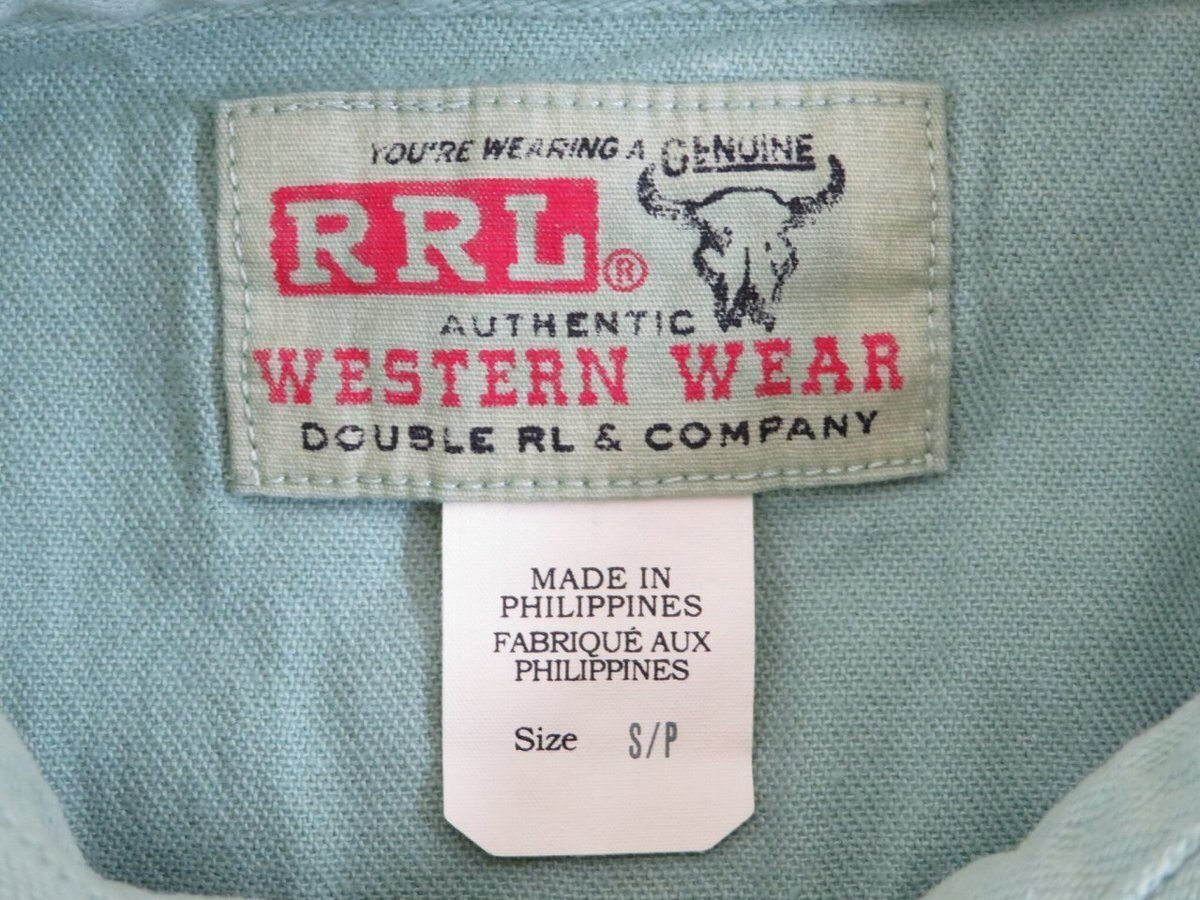 YOU'RE WEARING A GENUINE
RRL®
AUTHENTIC
WESTERN WEAR
DOUBLE RL & COMPANY
MADE IN
PHILIPPINES
FABRIQUÉ AUX
PHILIPPINES
Size S/P